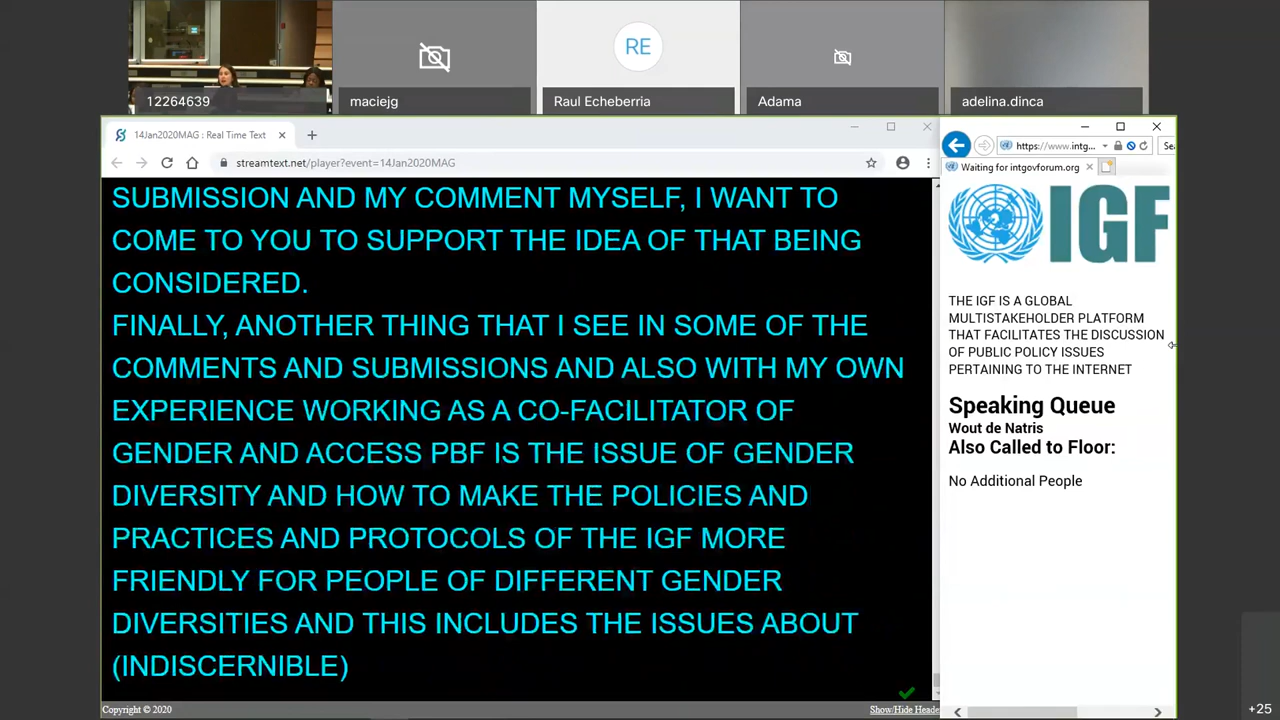 RE
12264639
maciejg
Raul Echeberria
Adama
adelina.dinca
14Jan2020MAG : Real Time Text
streamtext.net/player?event=14Jan2020MAG
SUBMISSION AND MY COMMENT MYSELF, I WANT TO
COME TO YOU TO SUPPORT THE IDEA OF THAT BEING
CONSIDERED.
FINALLY, ANOTHER THING THAT I SEE IN SOME OF THE
COMMENTS AND SUBMISSIONS AND ALSO WITH MY OWN
EXPERIENCE WORKING AS A CO-FACILITATOR OF
GENDER AND ACCESS PBF IS THE ISSUE OF GENDER
DIVERSITY AND HOW TO MAKE THE POLICIES AND
PRACTICES AND PROTOCOLS OF THE IGF MORE
FRIENDLY FOR PEOPLE OF DIFFERENT GENDER
DIVERSITIES AND THIS INCLUDES THE ISSUES ABOUT
(INDISCERNIBLE)
Copyright © 2020
Show/Hide Heade
https://www.intg...
Sea
Waiting for intgovforum.org
IGF
THE IGF IS A GLOBAL
MULTISTAKEHOLDER PLATFORM
THAT FACILITATES THE DISCUSSION
OF PUBLIC POLICY ISSUES
PERTAINING TO THE INTERNET
Speaking Queue
Wout de Natris
Also Called to Floor:
No Additional People
+25